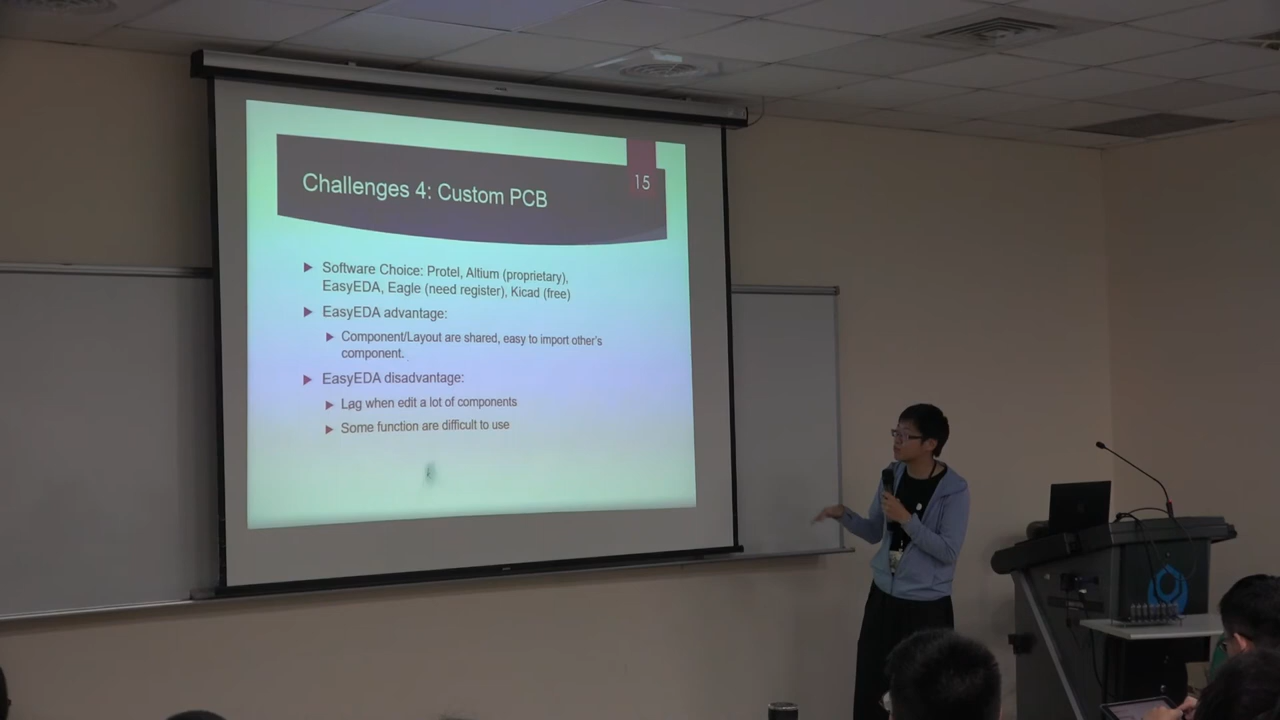 15
Challenges 4: Custom PCB
Software Choice: Protel, Altium (proprietary),
EasyEDA, Eagle (need register), Kicad (free)
EasyEDA advantage:
Component/Layout are shared, easy to import other's
component.
EasyEDA disadvantage:
Lag when edit a lot of components
Some function are difficult to use